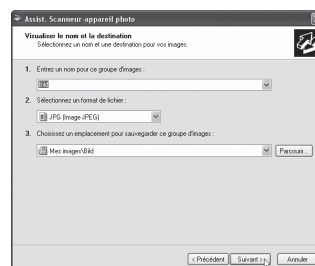 Assist. Scanneur-appareil photo
Visualiser le nom et la destination
Sélectionnez un nom et une destination pour vos images.
1. Entrez un nom pour ce groupe d'images :
2. Sélectionnez un format de fichier :
JPG (Image JPEG)
3. Choisissez un emplacement pour sauvegarder ce groupe d'images :
Mes images\Bild
Parcourir...
< Précédent
Suivant >
Annuler